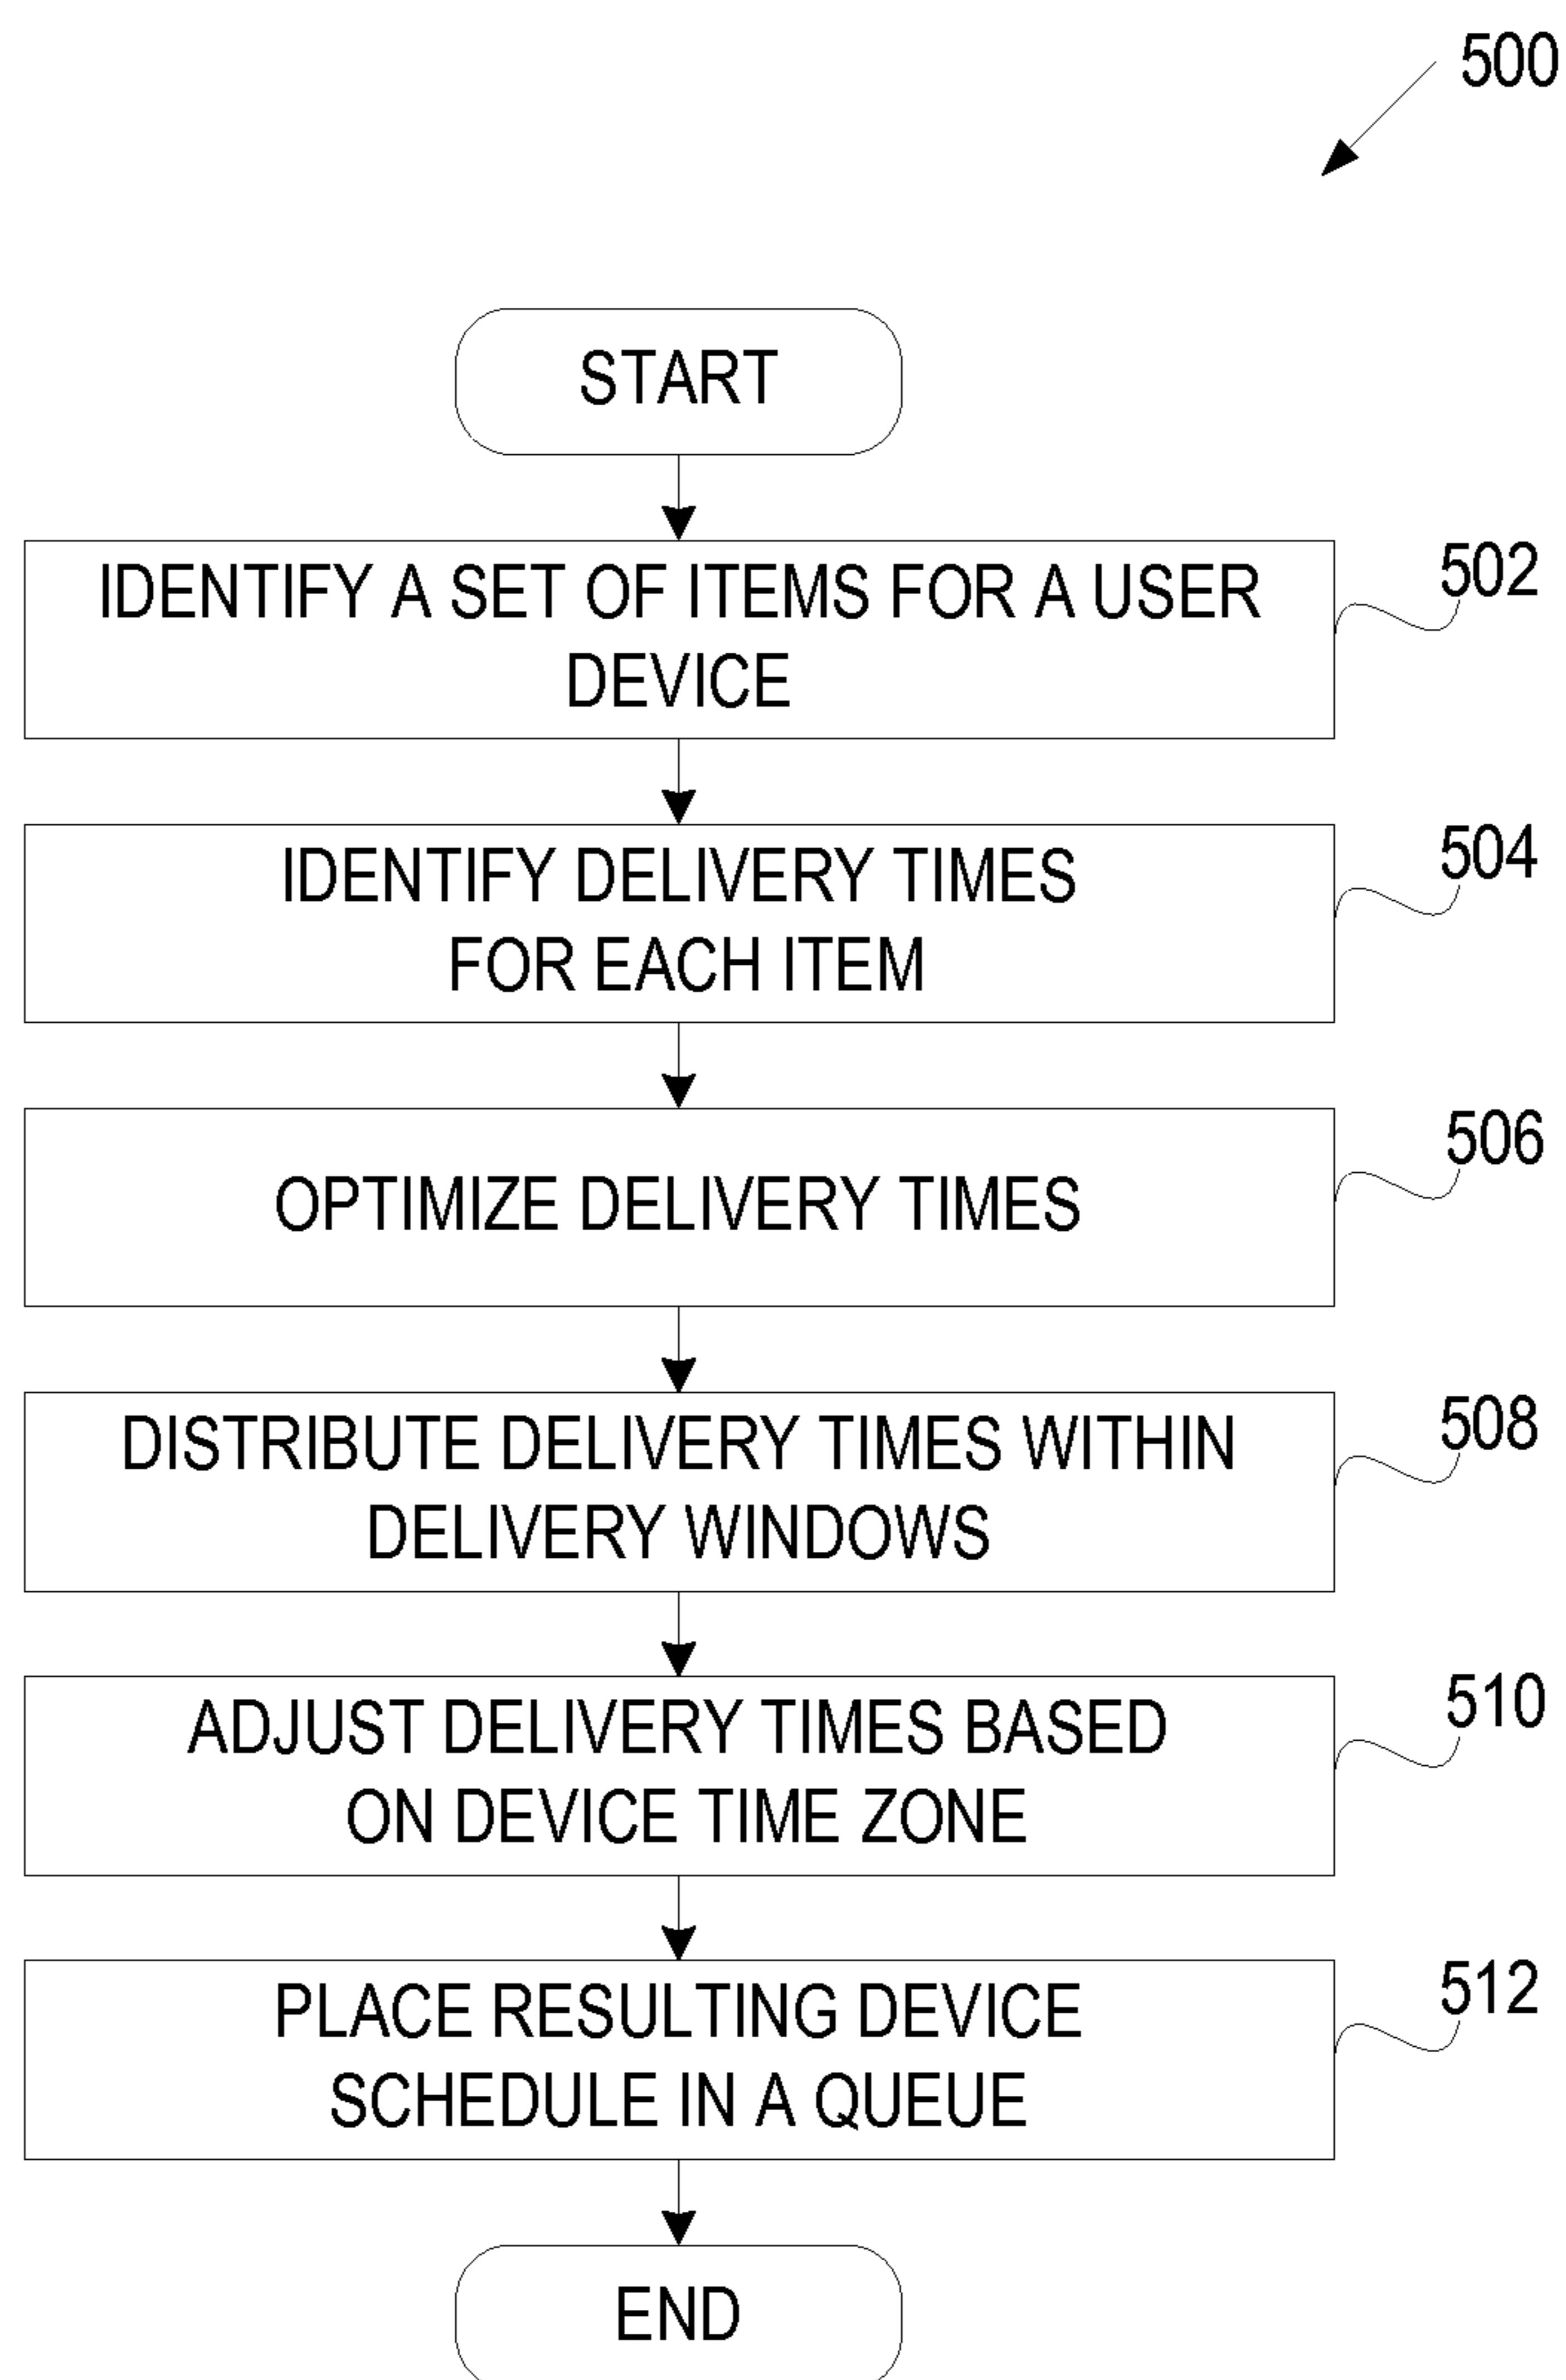 500
START
IDENTIFY A SET OF ITEMS FOR A USER
DEVICE
502
IDENTIFY DELIVERY TIMES
FOR EACH ITEM
504
OPTIMIZE DELIVERY TIMES
506
DISTRIBUTE DELIVERY TIMES WITHIN
DELIVERY WINDOWS
508
ADJUST DELIVERY TIMES BASED
ON DEVICE TIME ZONE
510
PLACE RESULTING DEVICE
SCHEDULE IN A QUEUE
512
END